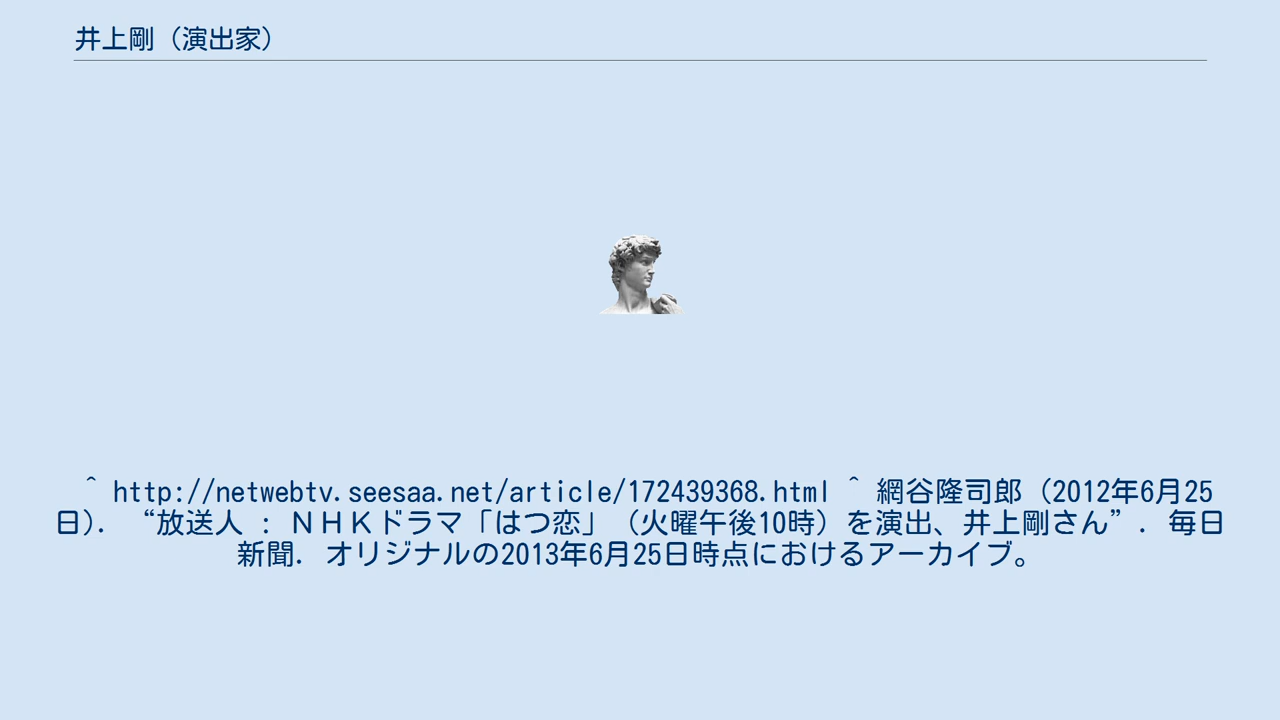 井上剛（演出家）
^ http://netwebtv.seesaa.net/article/172439368.html ^ 網谷隆司郎（2012年6月25
日）. “放送人 : ＮＨＫドラマ「はつ恋」（火曜午後10時）を演出、井上剛さん”. 毎日
新聞. オリジナルの2013年6月25日時点におけるアーカイブ。